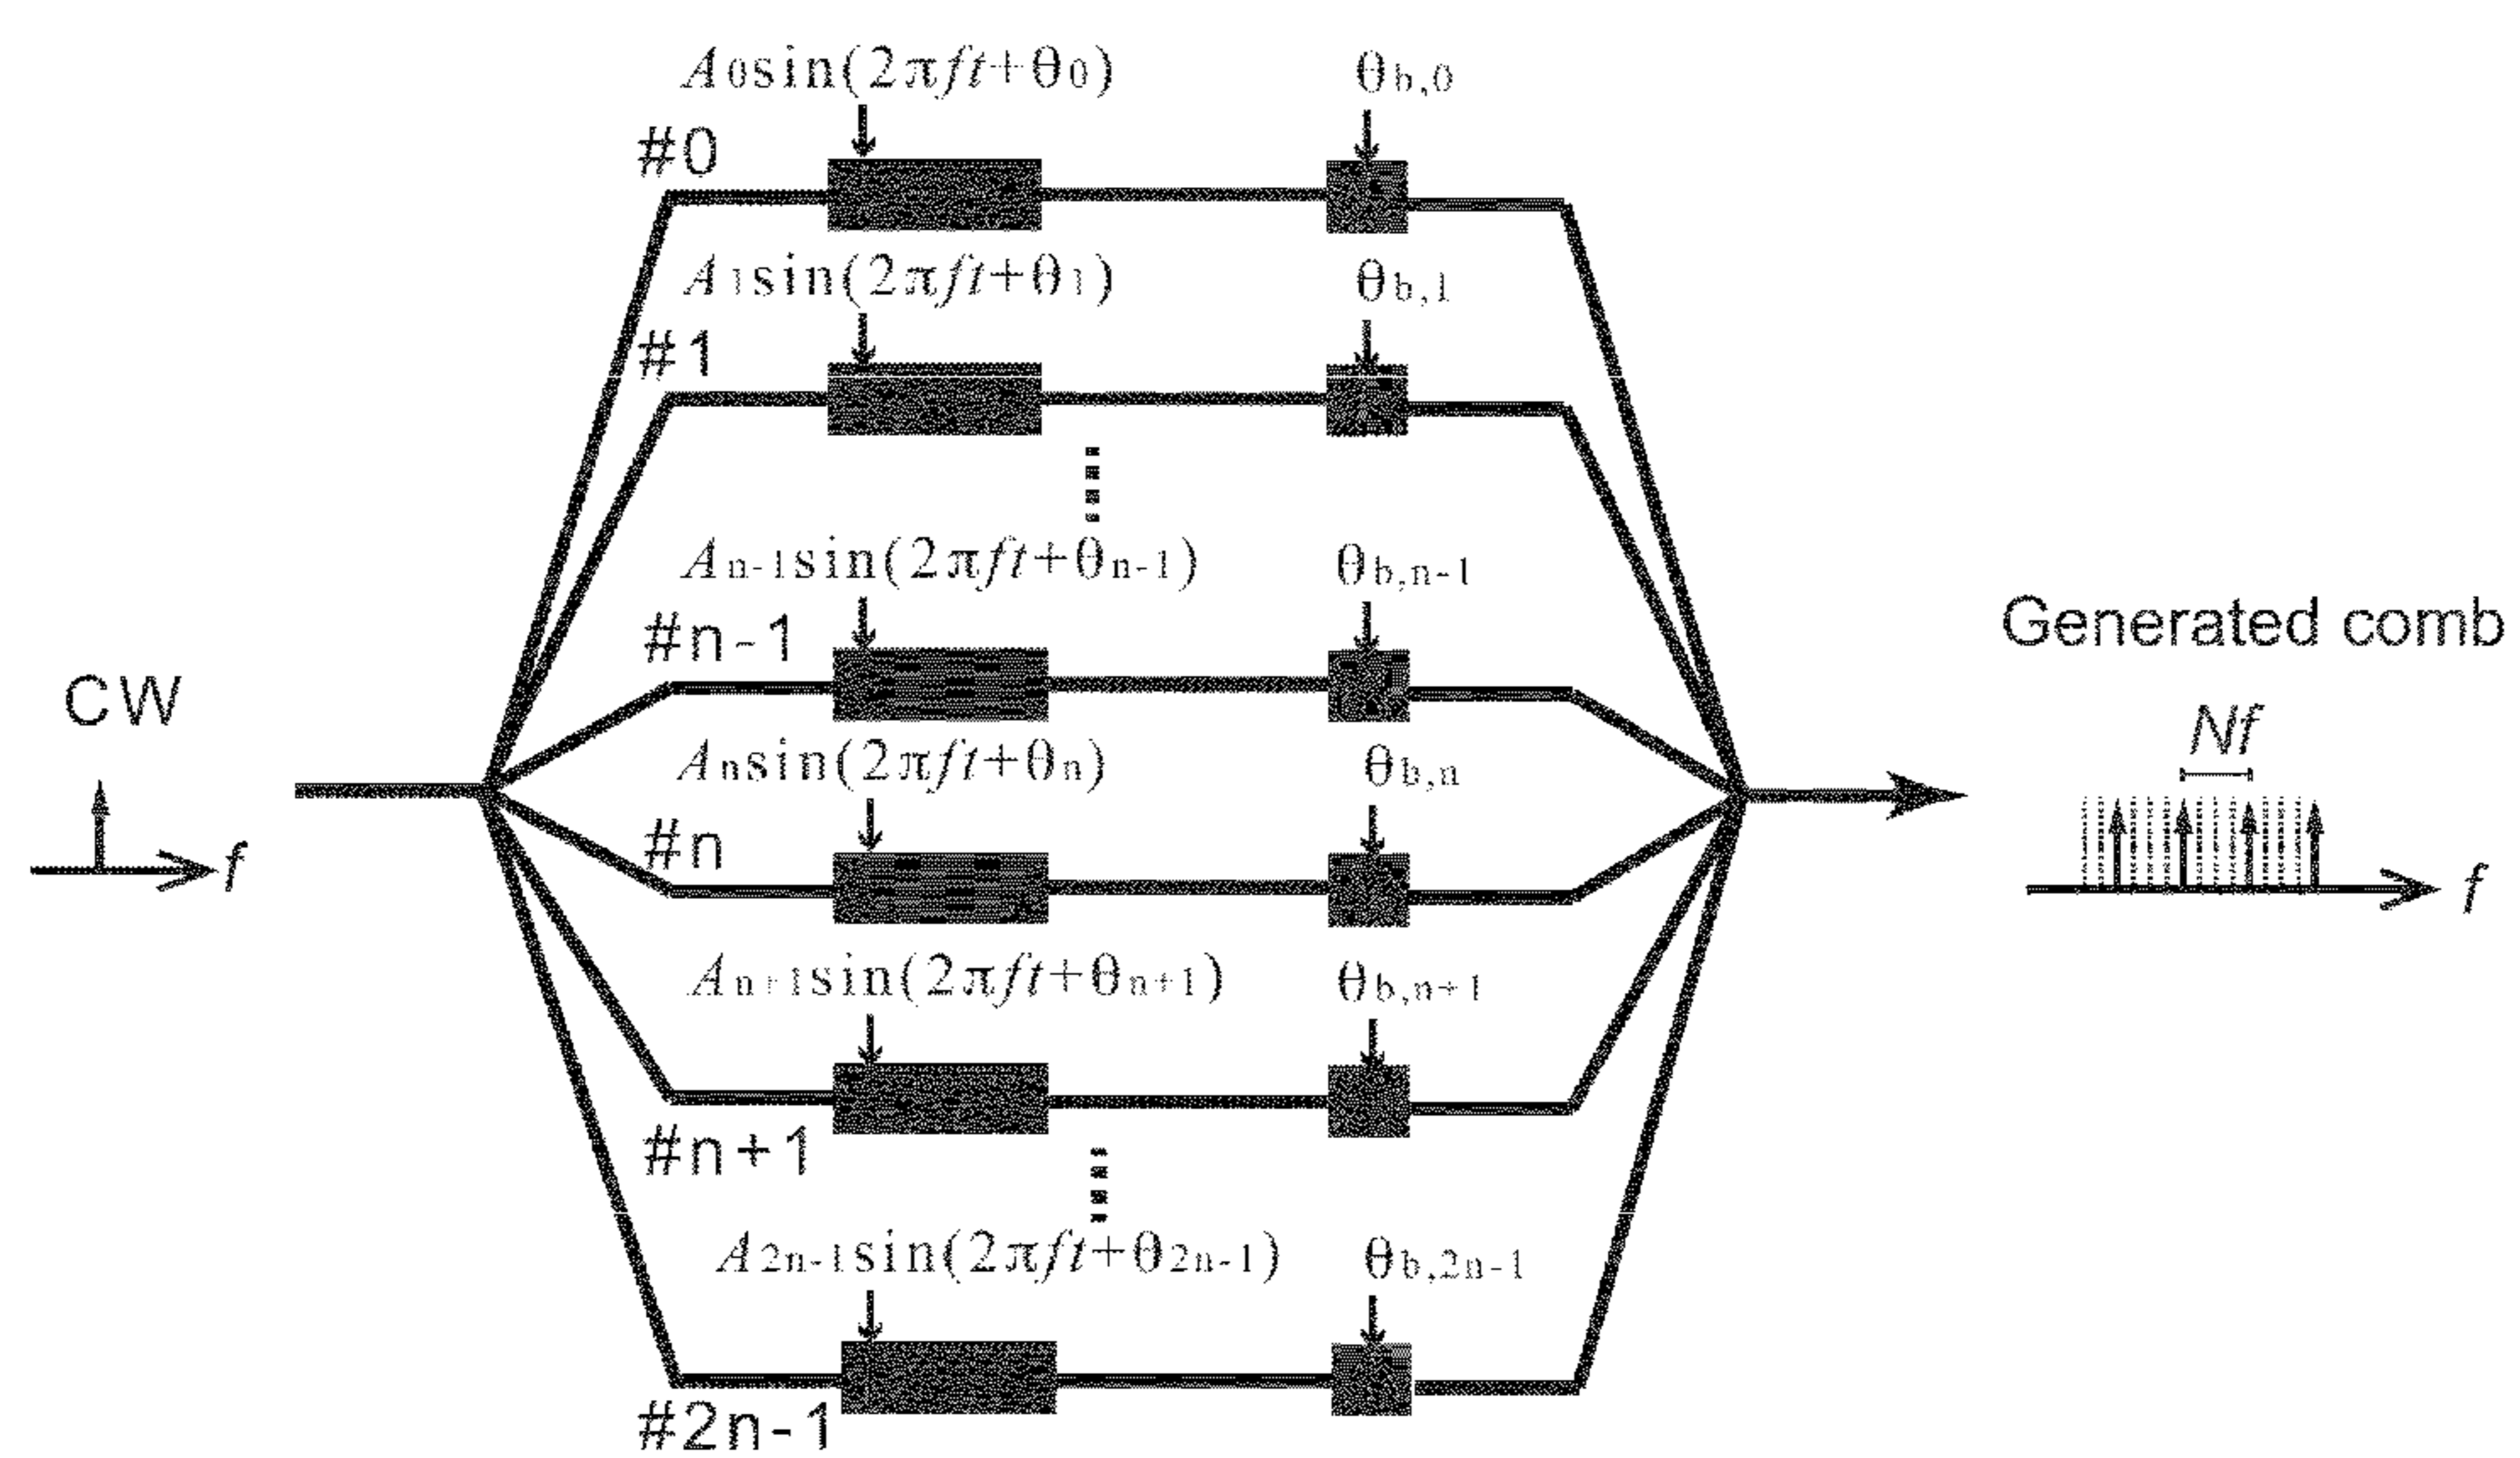 A0sin(2πft+θ0)
θb,0
#0
A1sin(2πft+θ1)
θb,1
#1
An-1sin(2πft+θn-1)
θb,n-1
#n-1
Generated comb
CW
Nf
Ansin(2πft+θn)
θb,n
#n
f
f
An+1sin(2πft+θn+1)
θb,n+1
#n+1
A2n-1sin(2πft+θ2n-1)
θb,2n-1
#2n-1